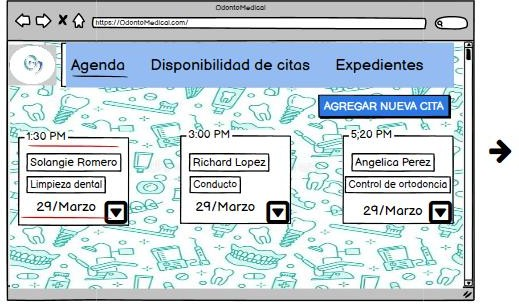 OdontoMedical
https://OdontoMedical.com/
Agenda Disponibilidad de citas Expedientes
AGREGAR NUEVA CITA
1:30 PM
Solangie Romero
Limpieza dental
29/Marzo
3:00 PM
Richard Lopez
Conducto
29/Marzo
5;20 PM
Angelica Perez
Control de ortodoncia
29/Marzo